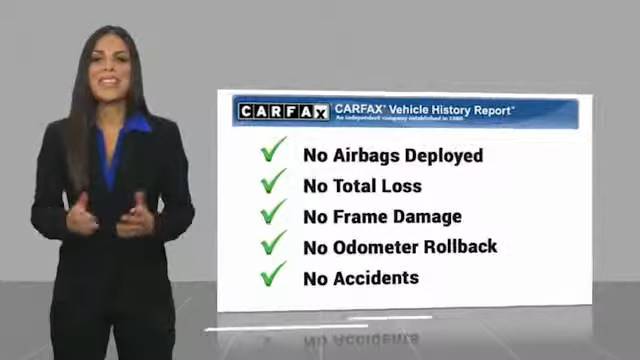 CARFAX CARFAX Vehicle History Report™
An independent company established in 1986
No Airbags Deployed
No Total Loss
No Frame Damage
No Odometer Rollback
No Accidents